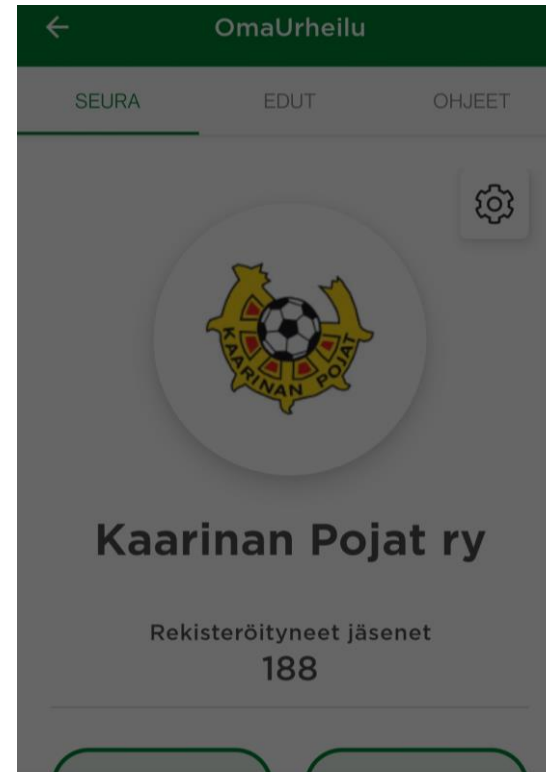 OmaUrheilu
SEURA
EDUT
OHJEET
KAARINAN POJAT
Kaarinan Pojat ry
Rekisteröityneet jäsenet
188